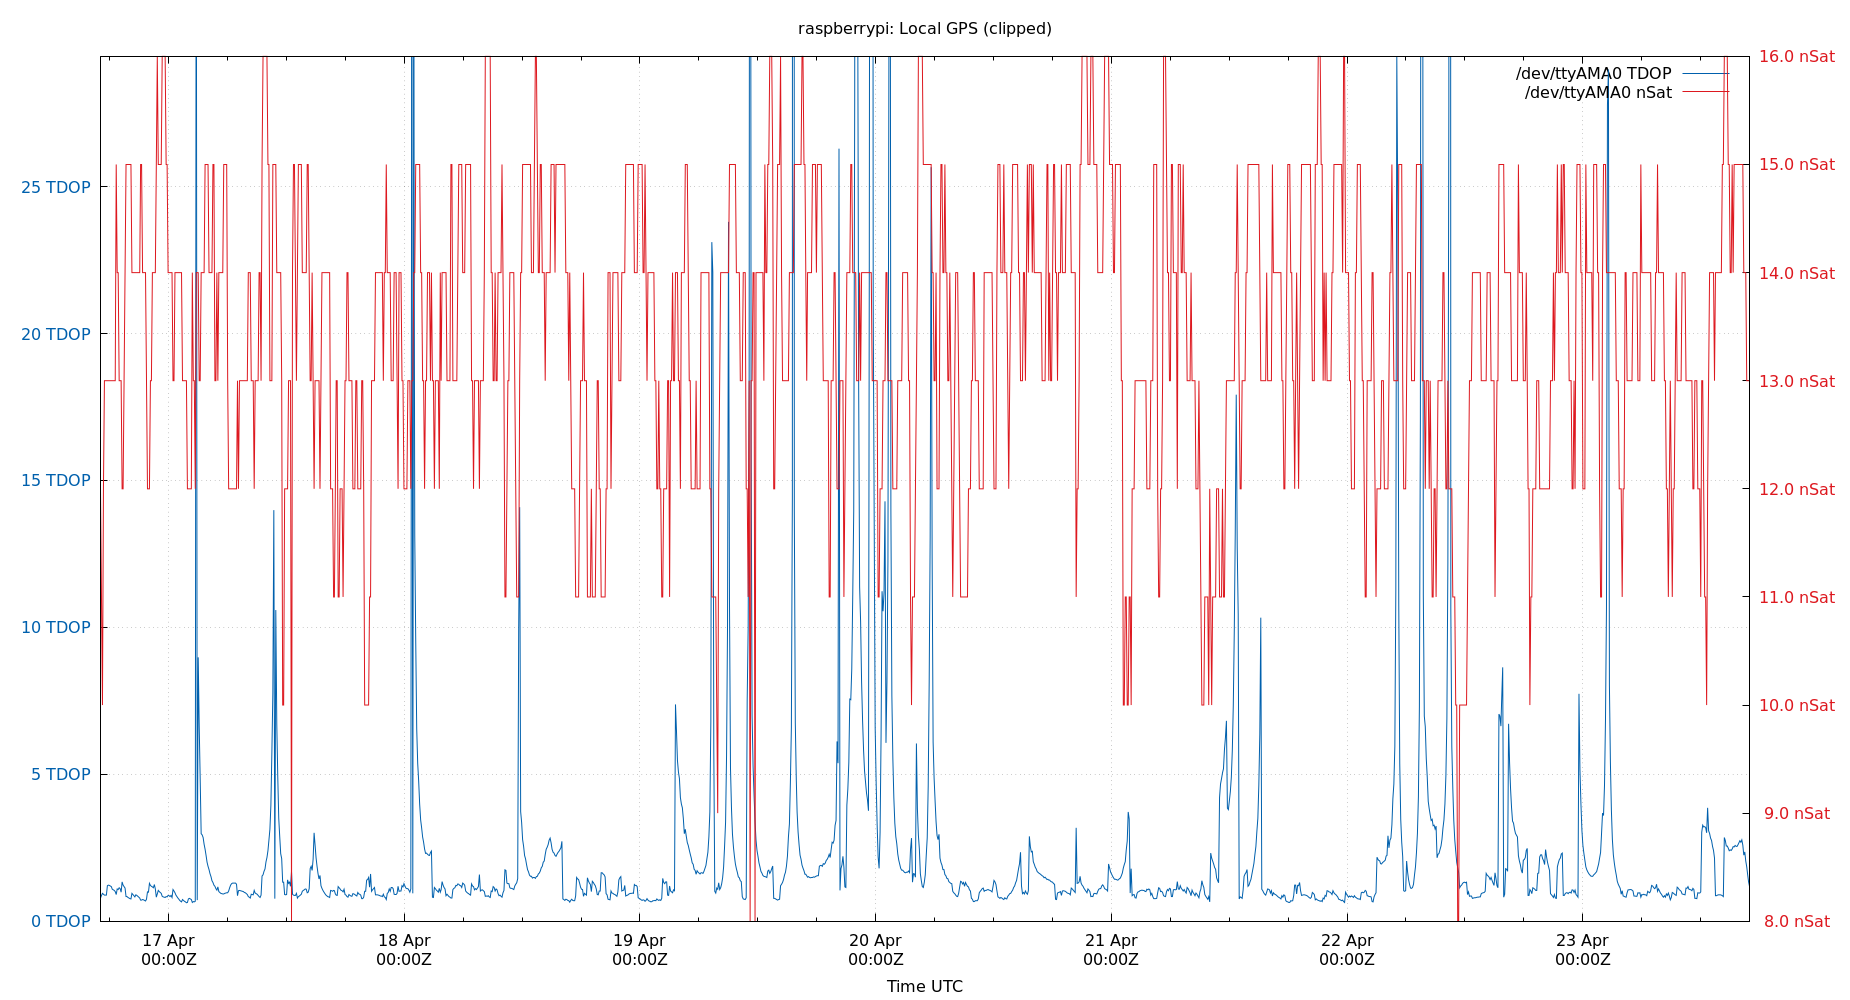 raspberrypi: Local GPS (clipped)
/dev/ttyAMA0 TDOP
/dev/ttyAMA0 nSat
25 TDOP
20 TDOP
15 TDOP
10 TDOP
5 TDOP
0 TDOP
16.0 nSat
15.0 nSat
14.0 nSat
13.0 nSat
12.0 nSat
11.0 nSat
10.0 nSat
9.0 nSat
8.0 nSat
17 Apr
00:00Z
18 Apr
00:00Z
19 Apr
00:00Z
20 Apr
00:00Z
21 Apr
00:00Z
22 Apr
00:00Z
23 Apr
00:00Z
Time UTC